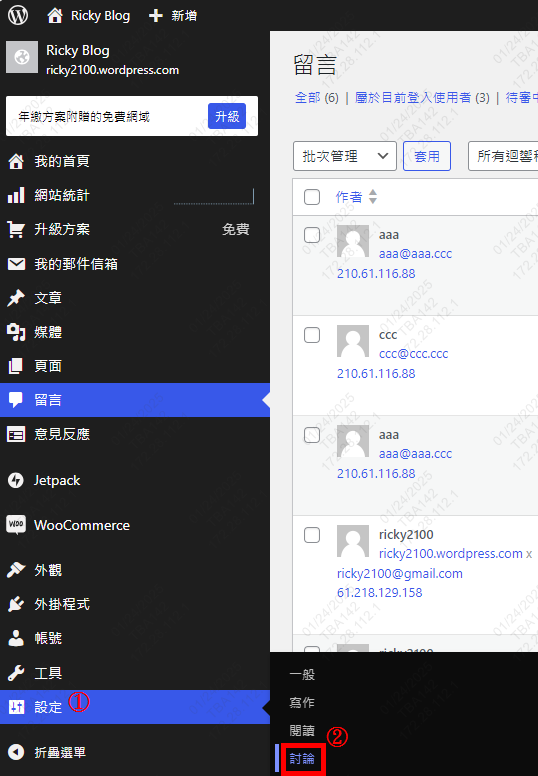 Ricky Blog
新增
Ricky Blog
ricky2100.wordpress.com
年繳方案附贈的免費網域
升級
我的首頁
網站統計
升級方案
免費
我的郵件信箱
文章
媒體
頁面
留言
意見反應
Jetpack
WOO
WooCommerce
外觀
外掛程式
帳號
工具
設定 ①
折疊選單
留言
全部 (6) | 屬於目前登入使用者 (3) | 待審中
批次管理
套用
所有迴響
作者
aaa
aaa@aaa.ccc
210.61.116.88
ccc
ccc@ccc.ccc
210.61.116.88
aaa
aaa@aaa.ccc
210.61.116.88
ricky2100
ricky2100.wordpress.com x
ricky2100@gmail.com
61.218.129.158
ricky2100
一般
寫作
閱讀
②
討論
01/24/2025
TBA142
172.28.112.1